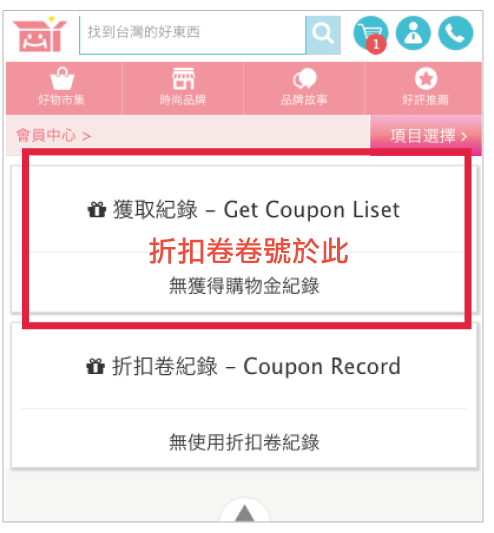 找到台灣的好東西
1
好物市集
時尚品牌
品牌故事
好評推薦
會員中心 >
項目選擇 >
獲取紀錄 – Get Coupon Liset
折扣卷卷號於此
無獲得購物金紀錄
折扣卷紀錄 – Coupon Record
無使用折扣卷紀錄